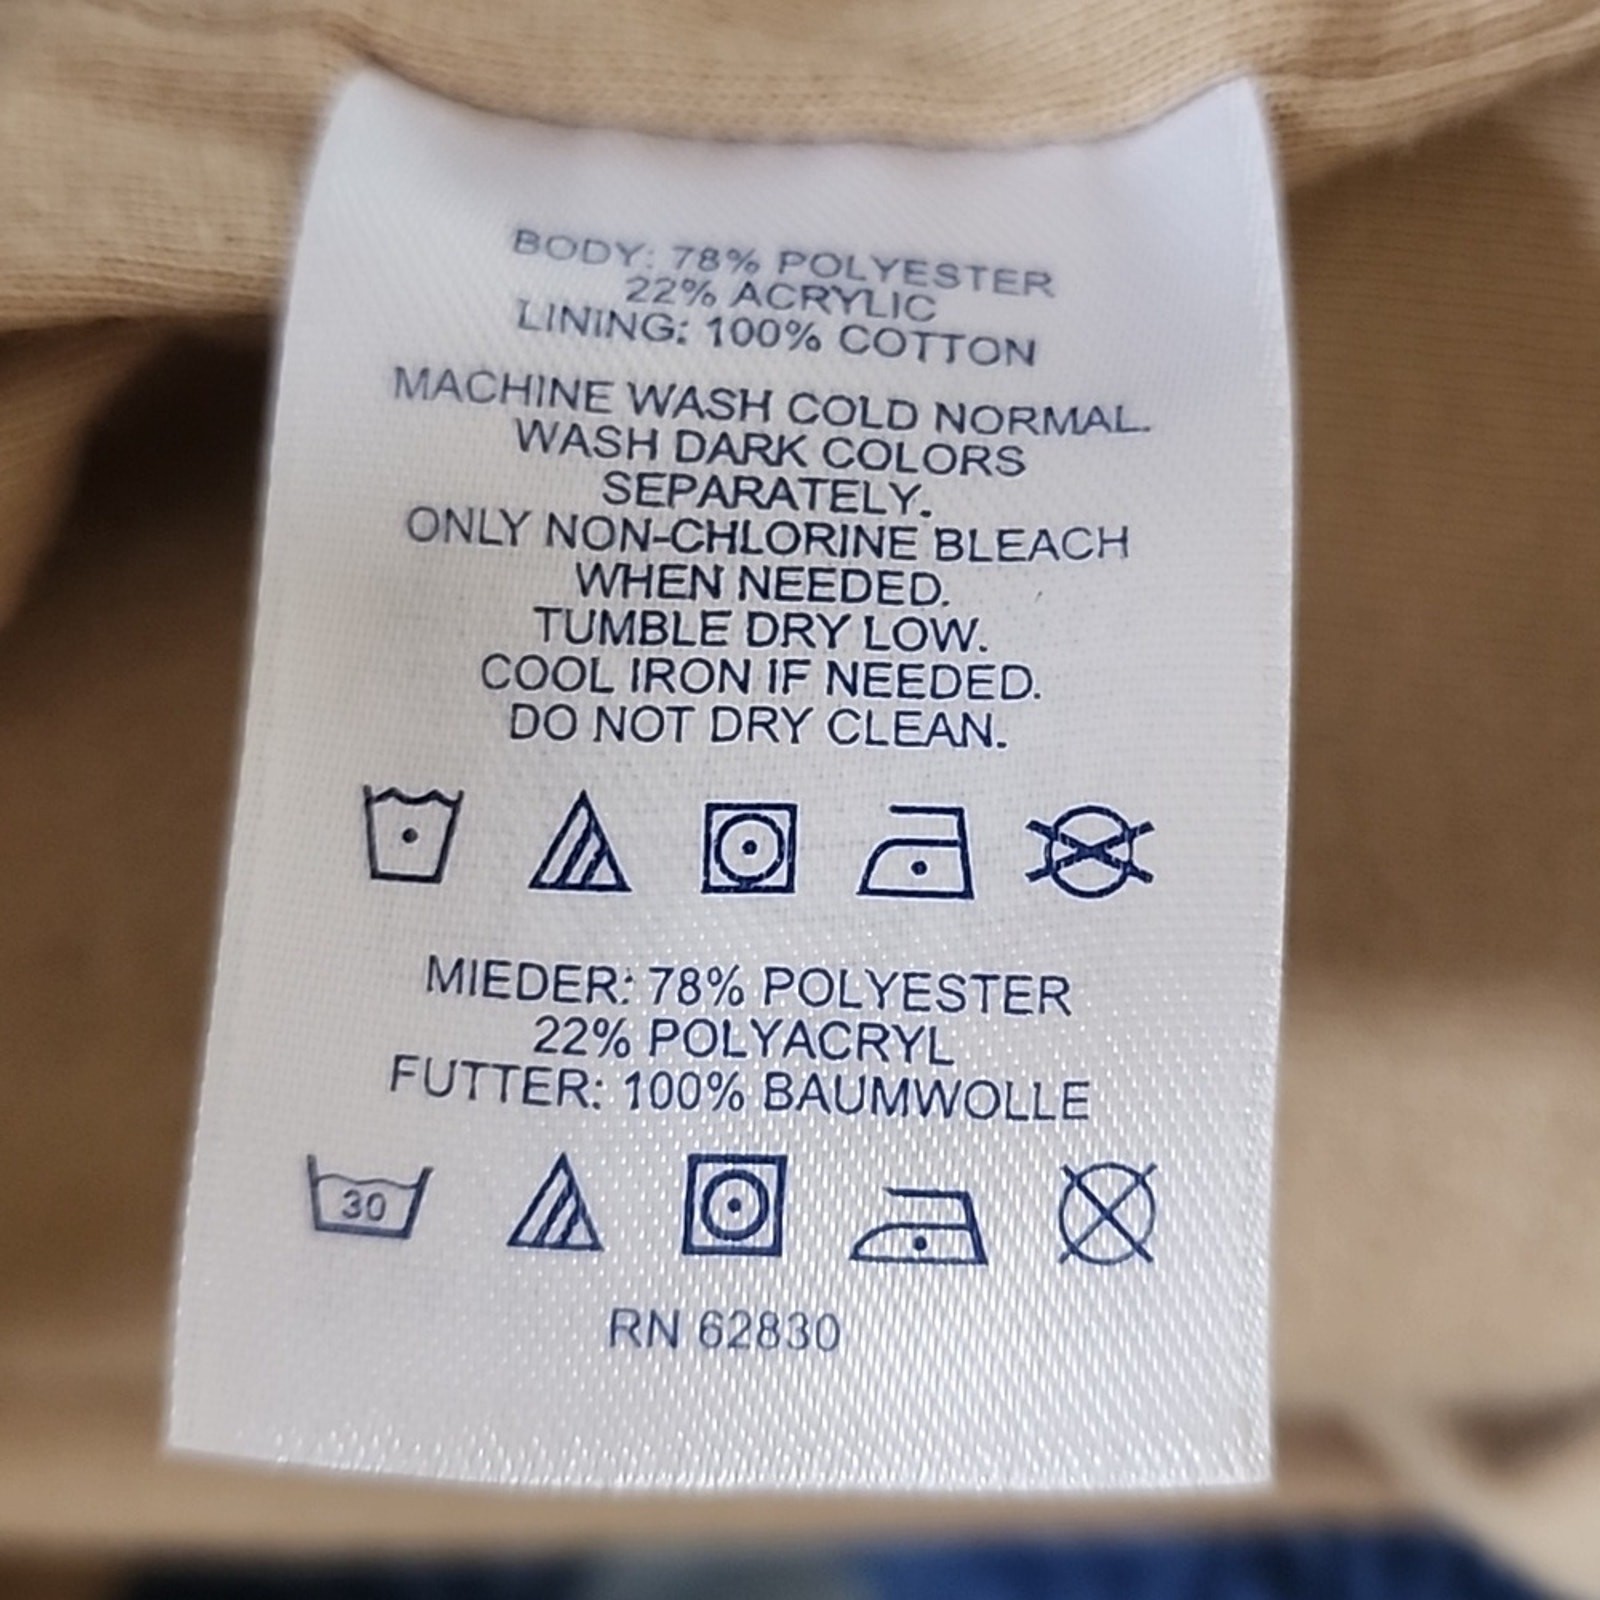 BODY: 78% POLYESTER
22% ACRYLIC
LINING: 100% COTTON
MACHINE WASH COLD NORMAL.
WASH DARK COLORS
SEPARATELY.
ONLY NON-CHLORINE BLEACH
WHEN NEEDED.
TUMBLE DRY LOW.
COOL IRON IF NEEDED.
DO NOT DRY CLEAN.
MIEDER: 78% POLYESTER
22% POLYACRYL
FUTTER: 100% BAUMWOLLE
30
RN 62830